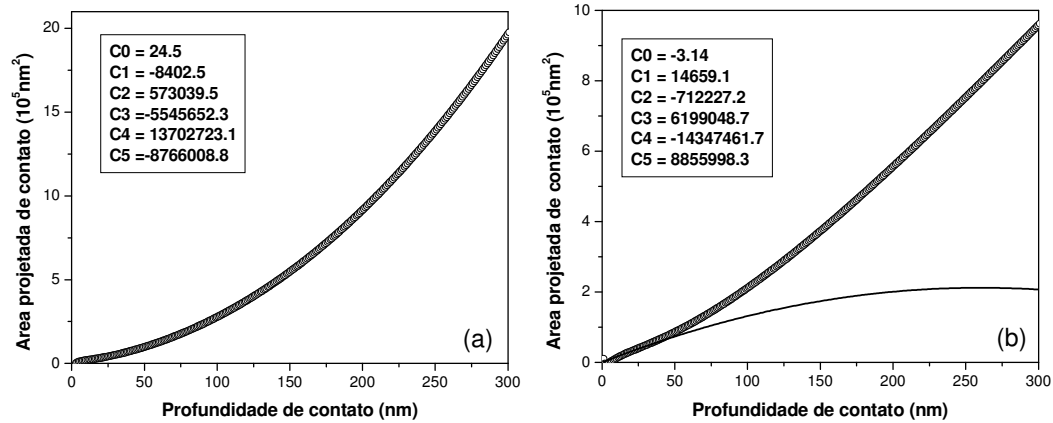 Area projetada de contato (10⁵nm²)
20
15
10
5
0
C0 = 24.5
C1 = -8402.5
C2 = 573039.5
C3 = -5545652.3
C4 = 13702723.1
C5 = -8766008.8
(a)
0 50 100 150 200 250 300
Profundidade de contato (nm)
Area projetada de contato (10⁵nm²)
10
8
6
4
2
0
C0 = -3.14
C1 = 14659.1
C2 = -712227.2
C3 = 6199048.7
C4 = -14347461.7
C5 = 8855998.3
(b)
0 50 100 150 200 250 300
Profundidade de contato (nm)